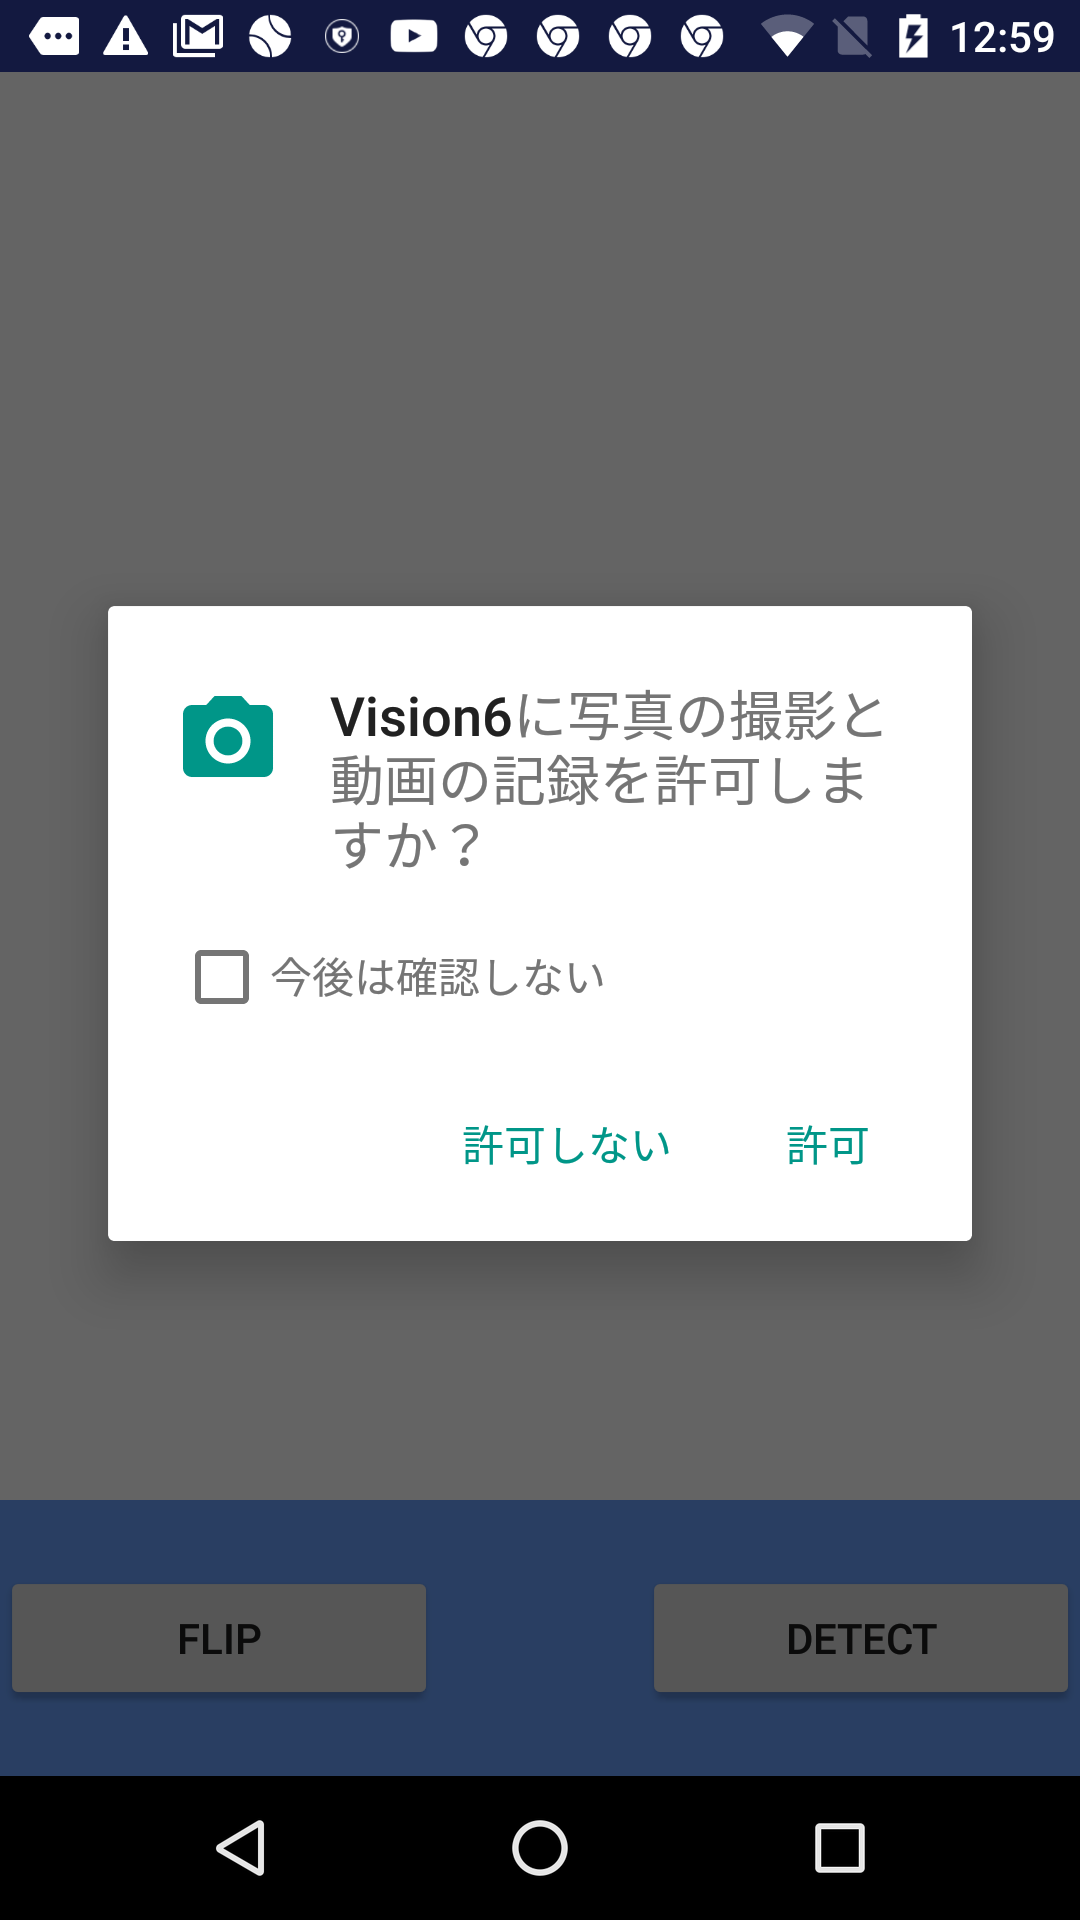 12:59
Vision6に写真の撮影と
動画の記録を許可しま
すか？
今後は確認しない
許可しない 許可
FLIP DETECT